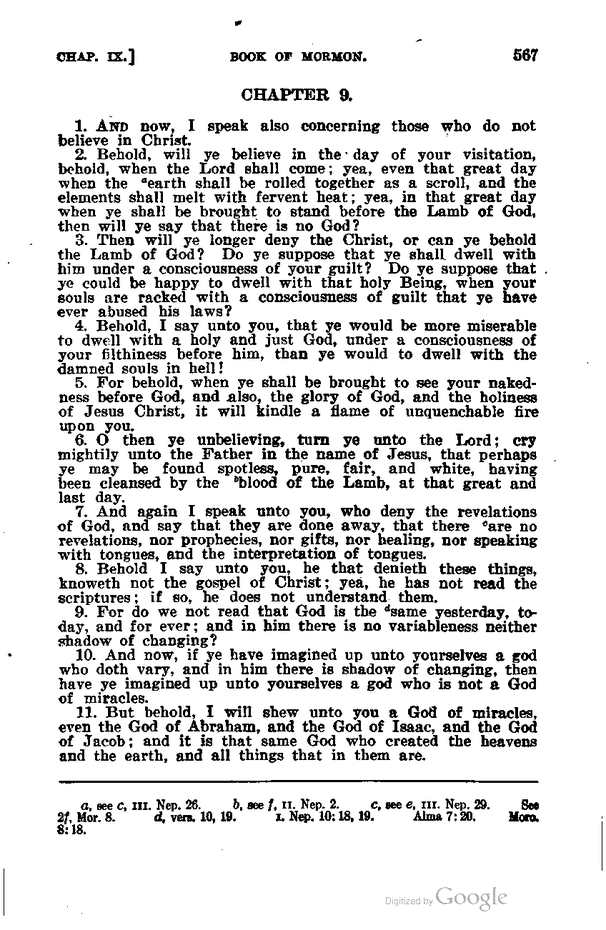 CHAP. IX.] BOOK OF MORMON. 567
CHAPTER 9.
1. AND now, I speak also concerning those who do not
believe in Christ.
2. Behold, will ye believe in the day of your visitation,
behold, when the Lord shall come; yea, even that great day
when the ᵃearth shall be rolled together as a scroll, and the
elements shall melt with fervent heat; yea, in that great day
when ye shall be brought to stand before the Lamb of God,
then will ye say that there is no God?
3. Then will ye longer deny the Christ, or can ye behold
the Lamb of God? Do ye suppose that ye shall dwell with
him under a consciousness of your guilt? Do ye suppose that
ye could be happy to dwell with that holy Being, when your
souls are racked with a consciousness of guilt that ye have
ever abused his laws?
4. Behold, I say unto you, that ye would be more miserable
to dwell with a holy and just God, under a consciousness of
your filthiness before him, than ye would to dwell with the
damned souls in hell!
5. For behold, when ye shall be brought to see your naked-
ness before God, and also, the glory of God, and the holiness
of Jesus Christ, it will kindle a flame of unquenchable fire
upon you.
6. O then ye unbelieving, turn ye unto the Lord; cry
mightily unto the Father in the name of Jesus, that perhaps
ye may be found spotless, pure, fair, and white, having
been cleansed by the ᵇblood of the Lamb, at that great and
last day.
7. And again I speak unto you, who deny the revelations
of God, and say that they are done away, that there ᶜare no
revelations, nor prophecies, nor gifts, nor healing, nor speaking
with tongues, and the interpretation of tongues.
8. Behold I say unto you, he that denieth these things,
knoweth not the gospel of Christ; yea, he has not read the
scriptures; if so, he does not understand them.
9. For do we not read that God is the ᵈsame yesterday, to-
day, and for ever; and in him there is no variableness neither
shadow of changing?
10. And now, if ye have imagined up unto yourselves a god
who doth vary, and in him there is shadow of changing, then
have ye imagined up unto yourselves a god who is not a God
of miracles.
11. But behold, I will shew unto you a God of miracles,
even the God of Abraham, and the God of Isaac, and the God
of Jacob; and it is that same God who created the heavens
and the earth, and all things that in them are.
a, see c, III. Nep. 26. b, see f, II. Nep. 2. c, see e, III. Nep. 29. See
2f, Mor. 8. d, vers. 10, 19. I. Nep. 10:18, 19. Alma 7:20. Moro.
8:18.
Digitized by Google